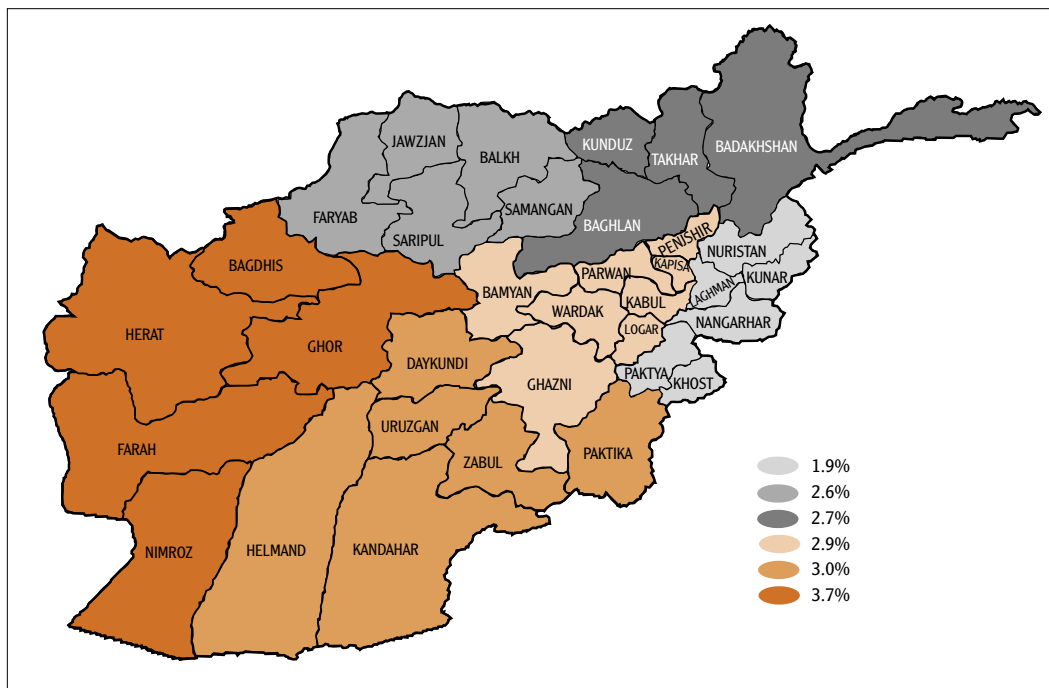 BADAKHSHAN
KUNDUZ
TAKHAR
JAWZJAN
BALKH
SAMANGAN
FARYAB
SARIPUL
BAGHLAN
PENISHIR
NURISTAN
KAPISA
KUNAR
BAGDHIS
PARWAN
AGHMAN
BAMYAN
KABUL
WARDAK
NANGARHAR
LOGAR
HERAT
GHOR
DAYKUNDI
PAKTYA
KHOST
GHAZNI
URUZGAN
FARAH
ZABUL
PAKTIKA
NIMROZ
HELMAND
KANDAHAR
1.9%
2.6%
2.7%
2.9%
3.0%
3.7%